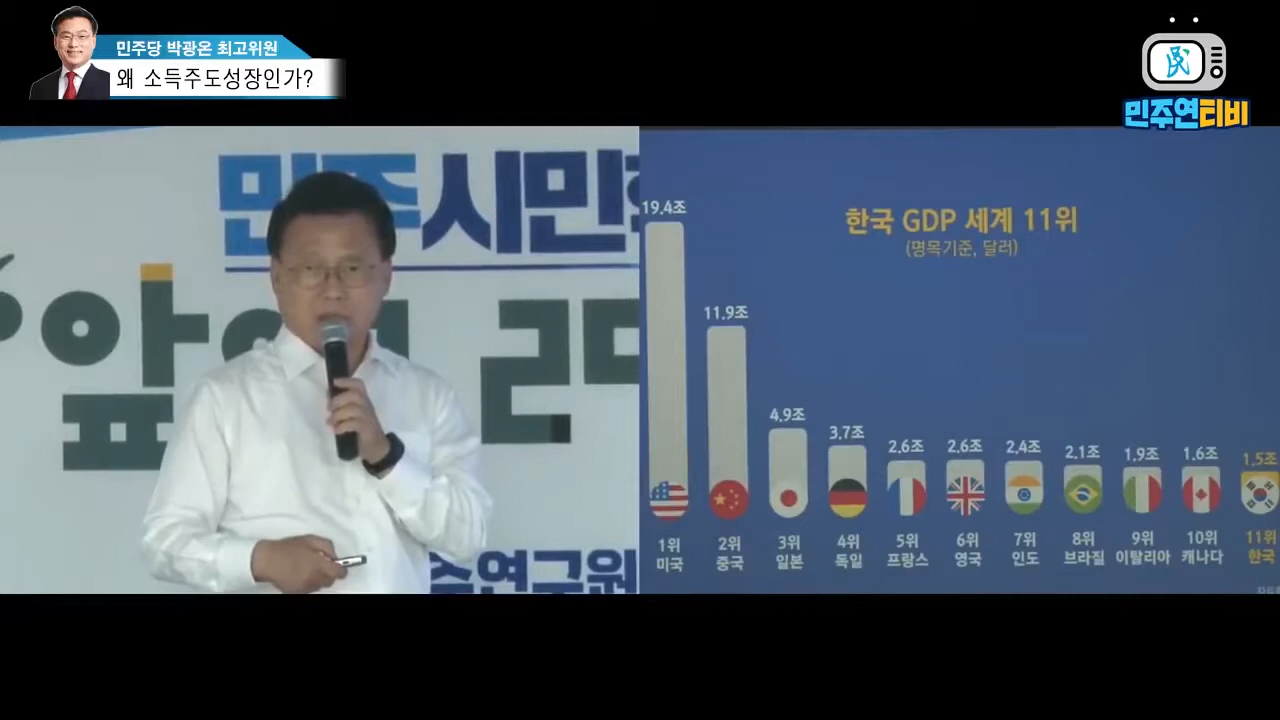 민주당 박광온 최고위원
왜 소득주도성장인가?
民
민주연티비
민주시민
앞
주연구원
한국 GDP 세계 11위
(명목기준, 달러)
19.4조
11.9조
4.9조
3.7조
2.6조
2.6조
2.4조
2.1조
1.9조
1.6조
1.5조
1위 2위 3위 4위 5위 6위 7위 8위 9위 10위 11위
미국 중국 일본 독일 프랑스 영국 인도 브라질 이탈리아 캐나다 한국